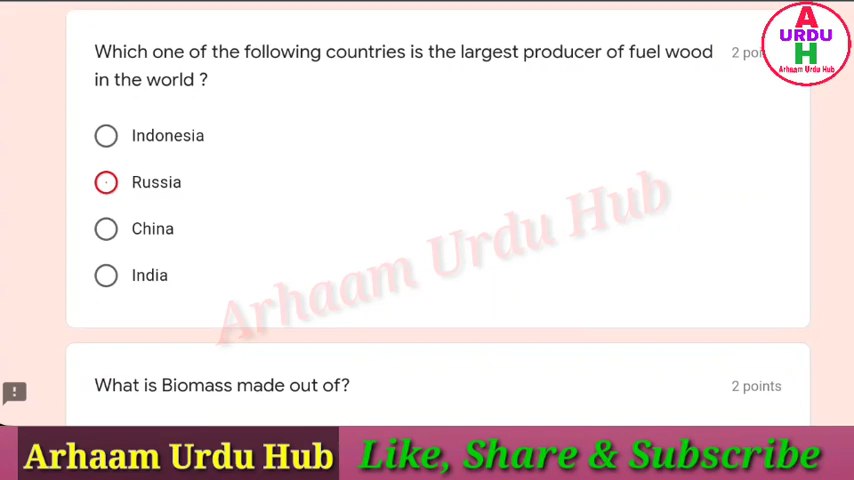 Which one of the following countries is the largest producer of fuel wood
in the world ?
2
Indonesia
Russia
China
India
What is Biomass made out of?
2 points
A
URDU
H
Arhaam Urdu Hub
Arhaam Urdu Hub
Arhaam Urdu Hub
Like, Share & Subscribe